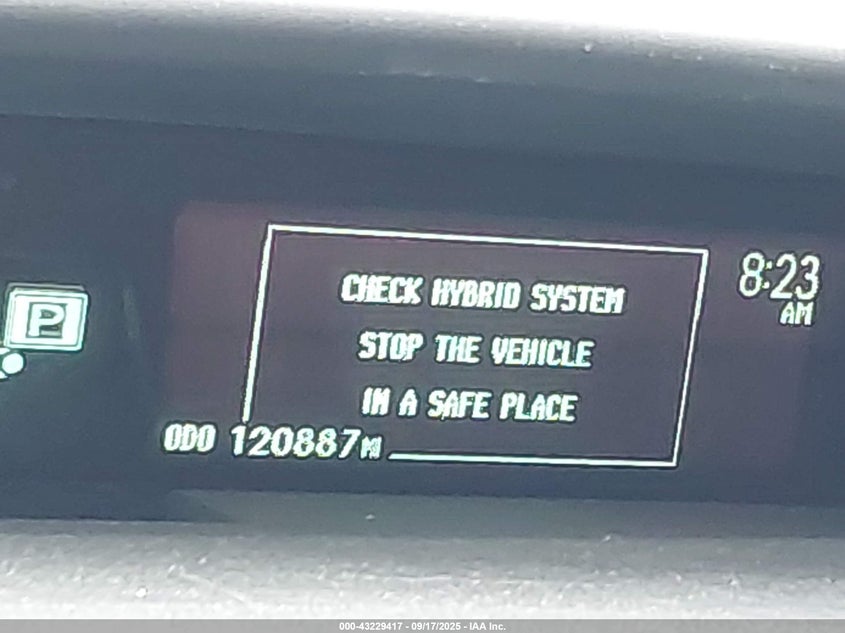 CHECK HYBRID SYSTEM
STOP THE VEHICLE
IN A SAFE PLACE
8:23
AM
P
ODO 120887MI
000-43229417 - 09/17/2025 - IAA Inc.